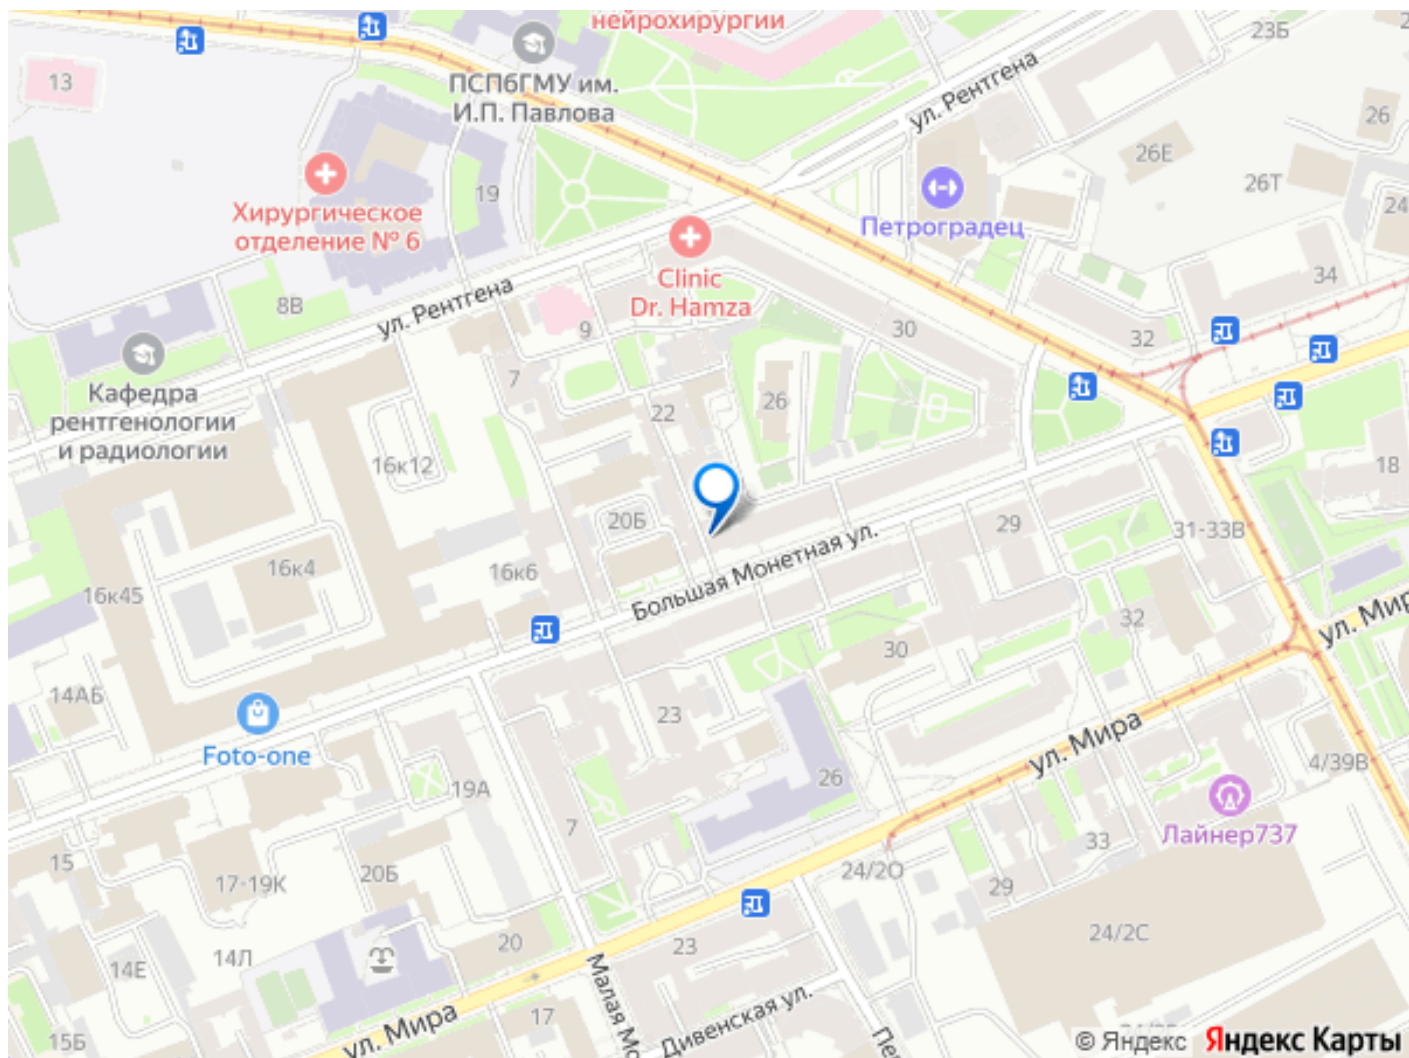 нейрохирургии
23Б
2
13
ПСПбГМУ им.
И.П. Павлова
ул. Рентгена
26
26Е
26Т
24
19
Хирургическое
отделение № 6
Петроградец
Clinic
Dr. Hamza
34
8В
ул. Рентгена
9
30
32
7
Кафедра
рентгенологии
и радиологии
22
26
16к12
18
20Б
29
31-33В
Большая Монетная ул.
16к4
16к6
16к45
32
ул. Мир
30
14АБ
23
ул. Мира
Foto-one
4/39В
26
19А
7
Лайнер737
33
15
17-19К
20Б
24/2О
29
20
23
24/2С
14Л
14Е
Малая Мо
Дивенская ул.
17
ул. Мира
Пес
15Б
© Яндекс Яндекс Карты